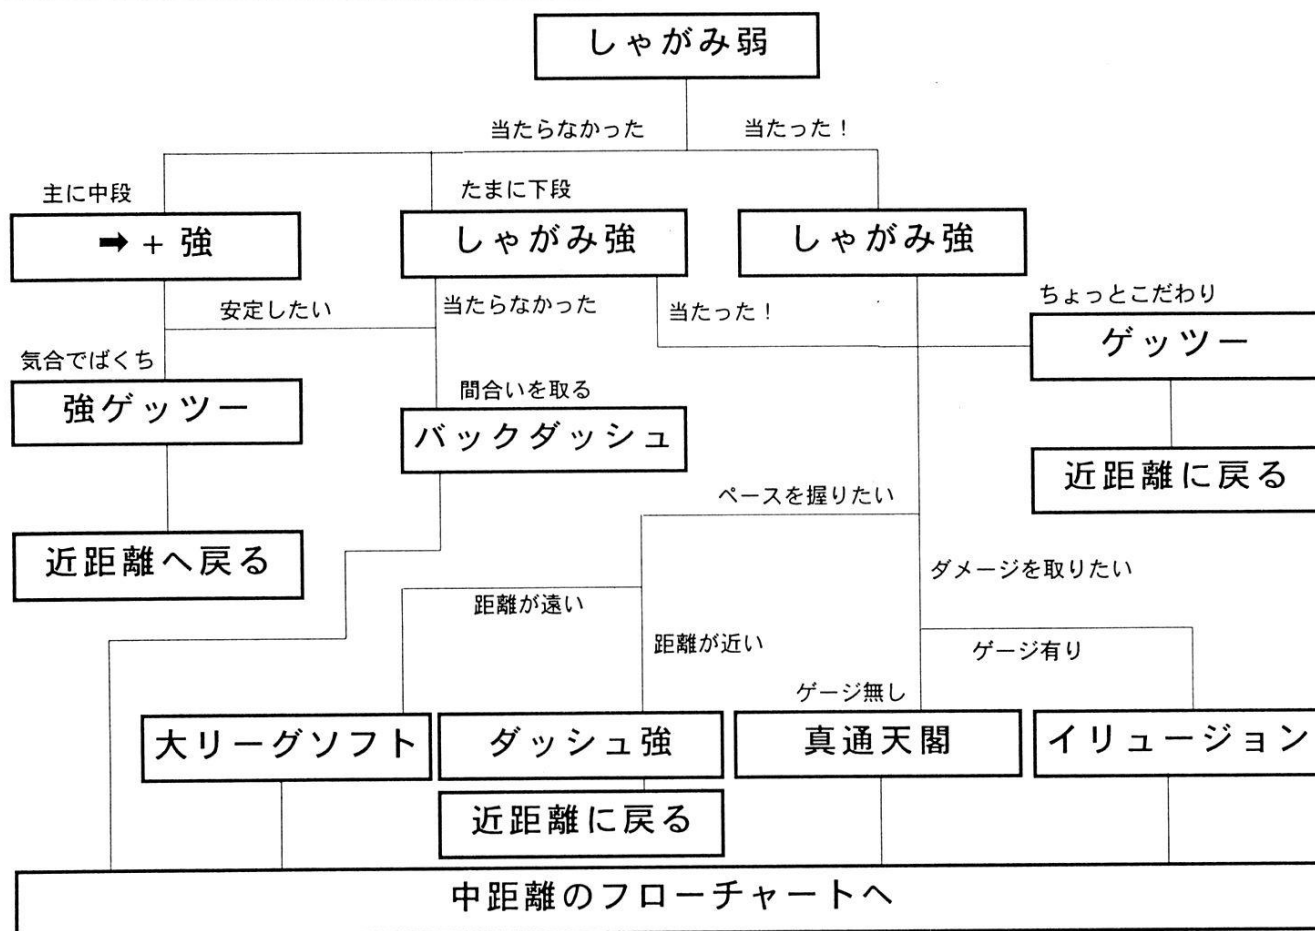 しゃがみ弱
当たらなかった
当たった！
主に中段
たまに下段
➡ + 強
しゃがみ強
しゃがみ強
安定したい
当たらなかった
当たった！
ちょっとこだわり
ゲッツー
気合でばくち
強ゲッツー
間合いを取る
バックダッシュ
近距離に戻る
ペースを握りたい
近距離へ戻る
ダメージを取りたい
距離が遠い
距離が近い
ゲージ有り
ゲージ無し
大リーグソフト
ダッシュ強
真通天閣
イリュージョン
近距離に戻る
中距離のフローチャートへ